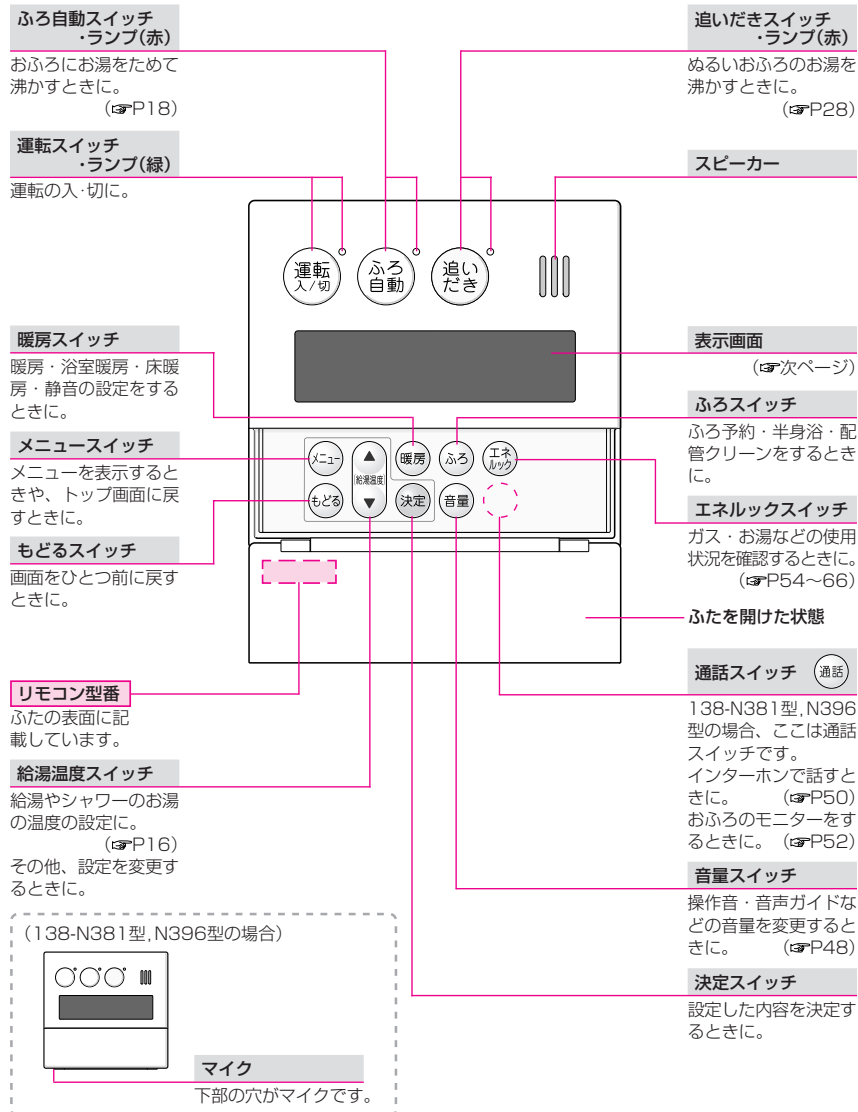 ふろ自動スイッチ
・ランプ(赤)
おふろにお湯をためて
沸かすときに。
(☞P18)
運転スイッチ
・ランプ(緑)
運転の入·切に。
暖房スイッチ
暖房・浴室暖房・床暖
房・静音の設定をする
ときに。
メニュースイッチ
メニューを表示すると
きや、トップ画面に戻
すときに。
もどるスイッチ
画面をひとつ前に戻す
ときに。
リモコン型番
ふたの表面に記
載しています。
給湯温度スイッチ
給湯やシャワーのお湯
の温度の設定に。
(☞P16)
その他、設定を変更す
るときに。
(138-N381型,N396型の場合)
マイク
下部の穴がマイクです。
運転
入/切
ふろ
自動
追い
だき
メニュー
▲
給湯温度
▼
暖房
ふろ
エネ
ルック
もどる
決定
音量
追いだきスイッチ
・ランプ(赤)
ぬるいおふろのお湯を
沸かすときに。
(☞P28)
スピーカー
表示画面
(☞次ページ)
ふろスイッチ
ふろ予約・半身浴・配
管クリーンをするとき
に。
エネルックスイッチ
ガス・お湯などの使用
状況を確認するときに。
(☞P54〜66)
ふたを開けた状態
通話スイッチ 通話
138-N381型,N396
型の場合、ここは通話
スイッチです。
インターホンで話すと
きに。 (☞P50)
おふろのモニターをす
るときに。 (☞P52)
音量スイッチ
操作音・音声ガイドな
どの音量を変更すると
きに。 (☞P48)
決定スイッチ
設定した内容を決定す
るときに。